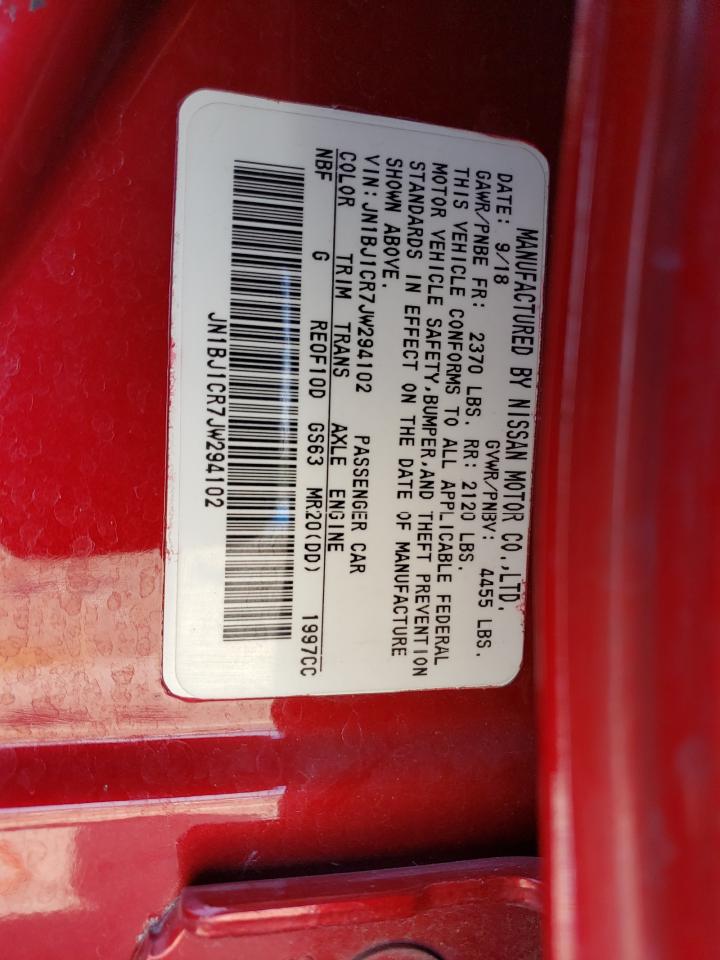 MANUFACTURED BY NISSAN MOTOR CO.,LTD.
DATE: 9/18 GVWR/PNBV: 4455 LBS.
GAWR/PNBE FR: 2370 LBS. RR: 2120 LBS.
THIS VEHICLE CONFORMS TO ALL APPLICABLE FEDERAL
MOTOR VEHICLE SAFETY,BUMPER,AND THEFT PREVENTION
STANDARDS IN EFFECT ON THE DATE OF MANUFACTURE
SHOWN ABOVE.
VIN: JN1BJ1CR7JW294102 PASSENGER CAR
COLOR TRIM TRANS AXLE ENGINE
NBF G RE0F10D GS63 MR20(DD) 1997CC
JN1BJ1CR7JW294102